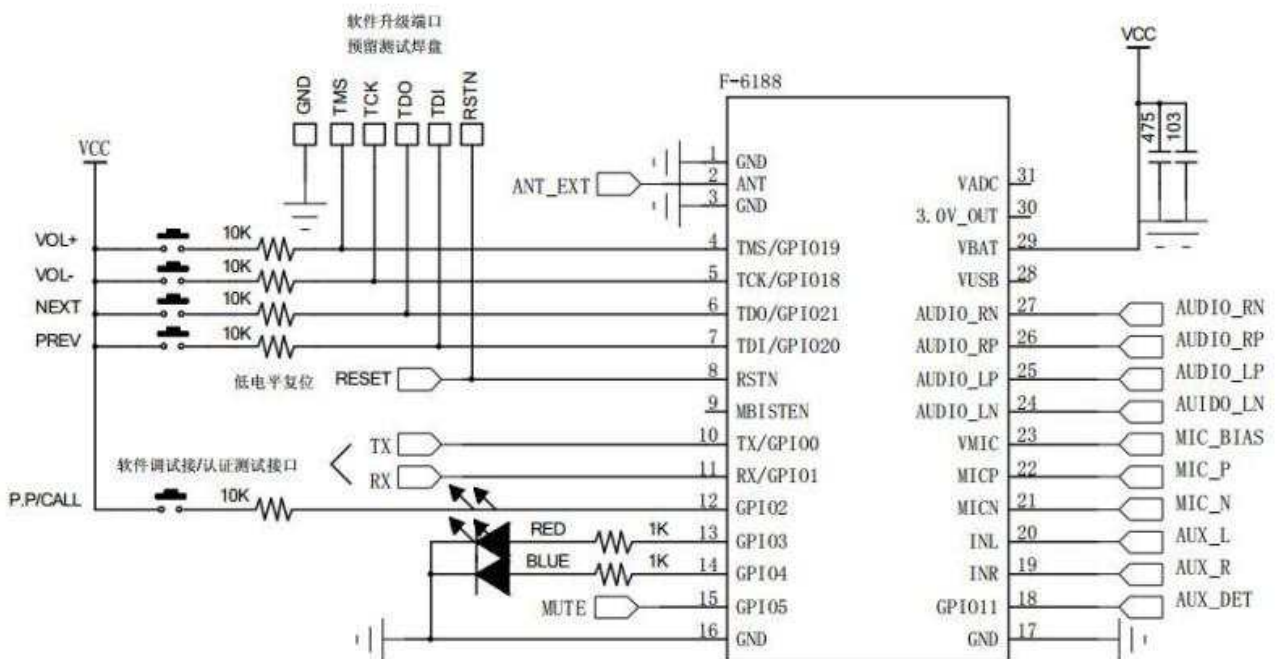 软件升级端口
预留测试焊盘
GND
TMS
TCK
TDO
TDI
RSTN
VCC
VOL+
10K
VOL-
10K
NEXT
10K
PREV
10K
低电平复位
RESET
TX
RX
软件调试接/认证测试接口
P.P/CALL
10K
RED
1K
BLUE
1K
MUTE
ANT_EXT
F-6188
1 GND
2 ANT
3 GND
4 TMS/GPIO19
5 TCK/GPIO18
6 TDO/GPIO21
7 TDI/GPIO20
8 RSTN
9 MBISTEN
10 TX/GPIO0
11 RX/GPIO1
12 GPIO2
13 GPIO3
14 GPIO4
15 GPIO5
16 GND
VADC 31
3.0V_OUT 30
VBAT 29
VUSB 28
AUDIO_RN 27 AUDIO_RN
AUDIO_RP 26 AUDIO_RP
AUDIO_LP 25 AUDIO_LP
AUDIO_LN 24 AUIDO_LN
VMIC 23 MIC_BIAS
MICP 22 MIC_P
MICN 21 MIC_N
INL 20 AUX_L
INR 19 AUX_R
GPIO11 18 AUX_DET
GND 17
VCC
475
103